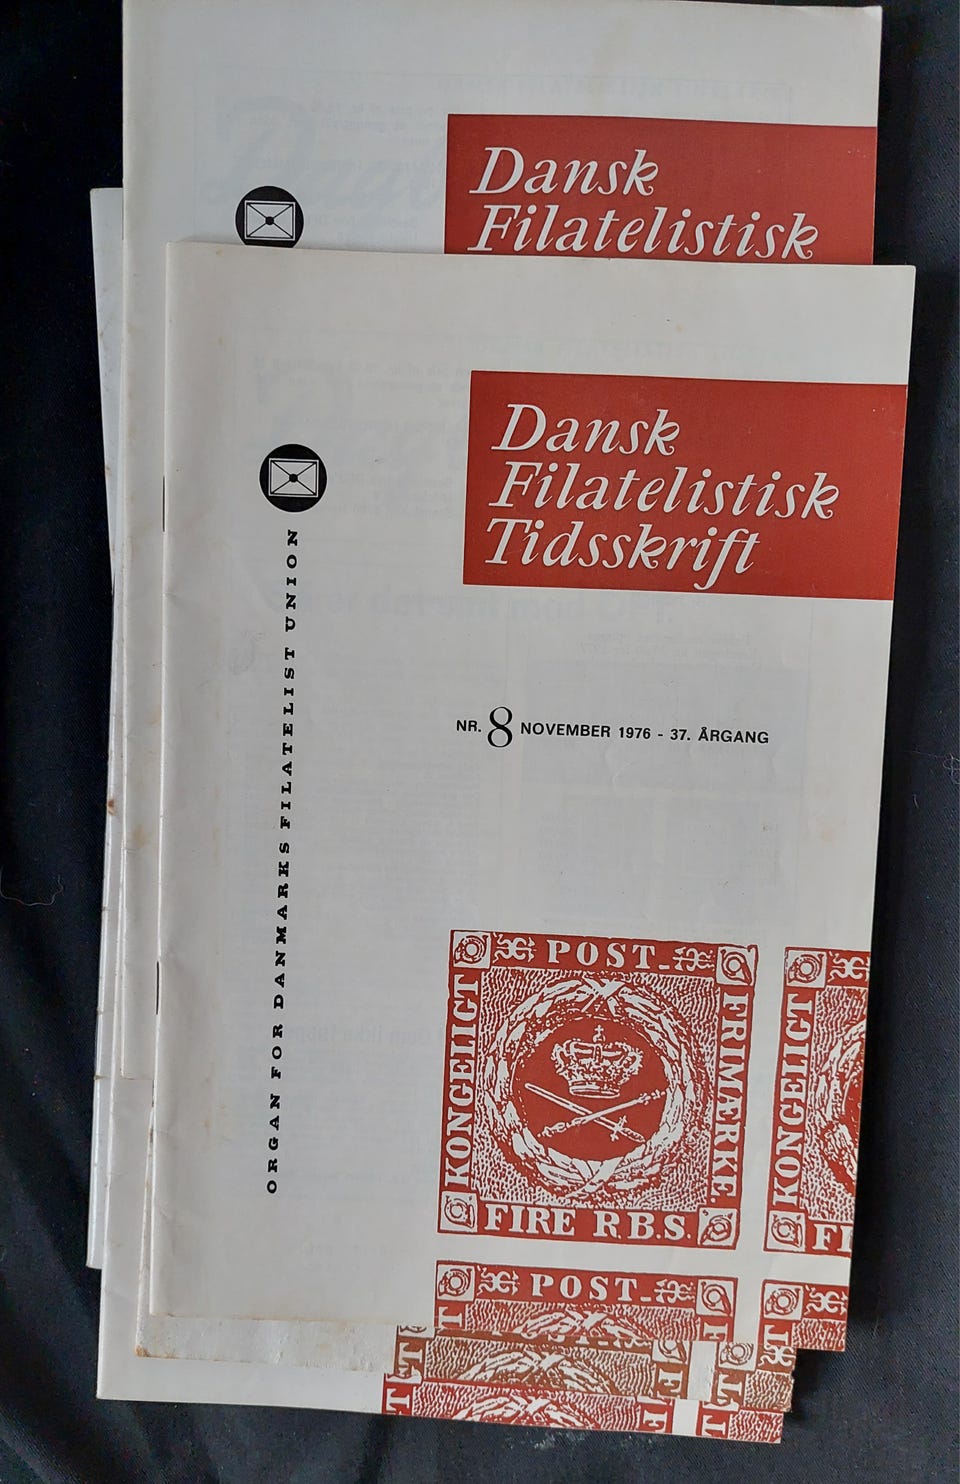 Dansk
Filatelistisk
Dansk
Filatelistisk
Tidsskrift
ORGAN FOR DANMARKS FILATELIST UNION
NR. 8 NOVEMBER 1976 - 37. ÅRGANG
POST
KONGELIGT
FRIMÆRKE.
FIRE R.B.S.
KONGELIGT
FI
POST